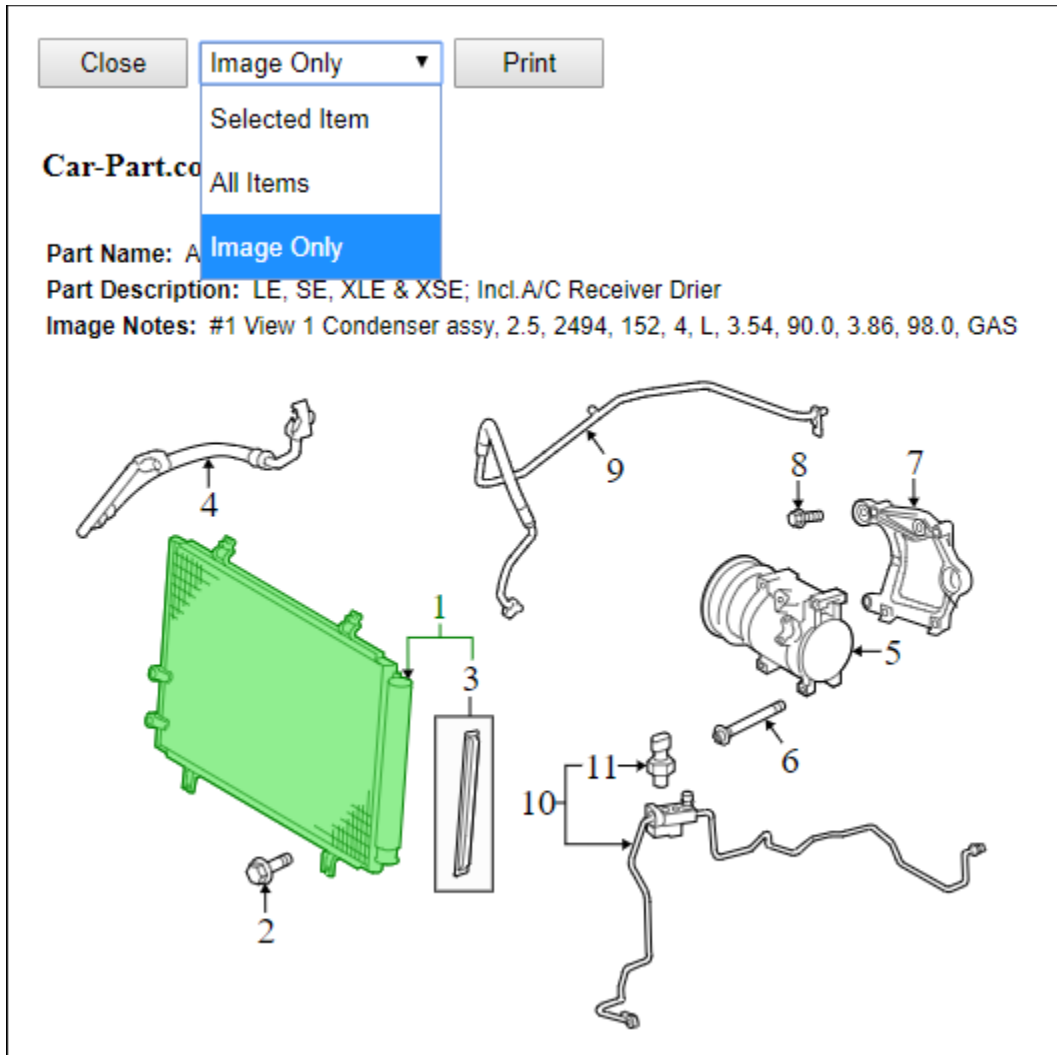 Close Image Only ▼ Print
Selected Item
Car-Part.co
All Items
Image Only
Part Name: A
Part Description: LE, SE, XLE & XSE; Incl.A/C Receiver Drier
Image Notes: #1 View 1 Condenser assy, 2.5, 2494, 152, 4, L, 3.54, 90.0, 3.86, 98.0, GAS
9
8
7
4
1
5
3
6
11
10
2